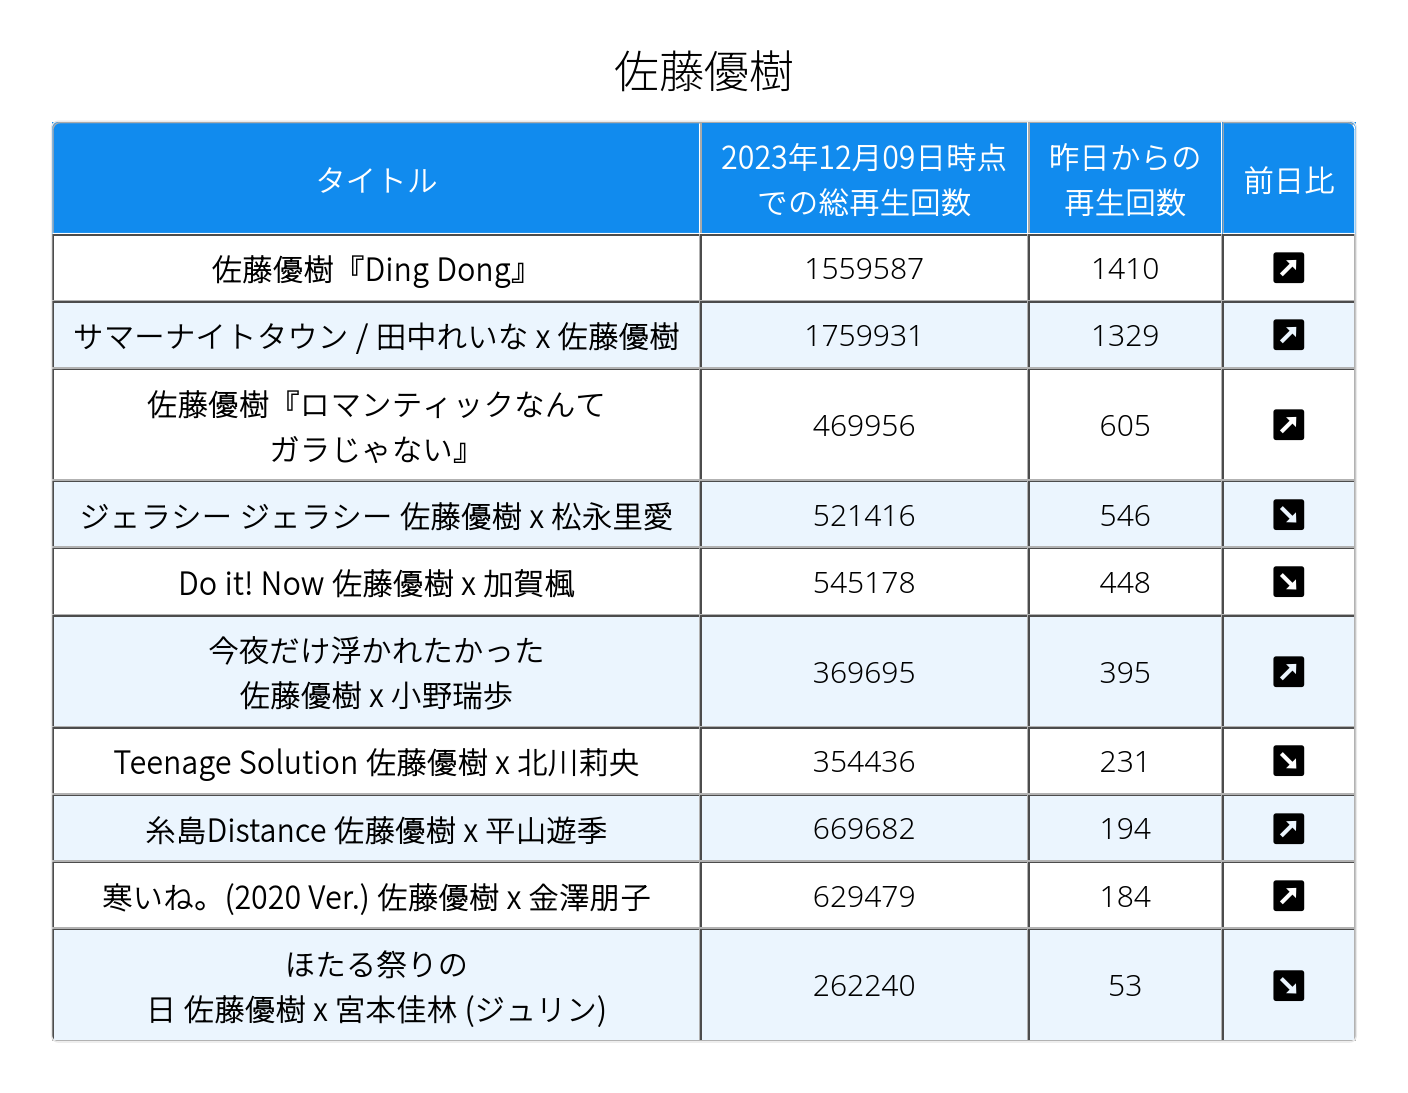 佐藤優樹
タイトル
2023年12月09日時点
での総再生回数
昨日からの
再生回数
前日比
佐藤優樹『Ding Dong』
1559587
1410
サマーナイトタウン / 田中れいな x 佐藤優樹
1759931
1329
佐藤優樹『ロマンティックなんて
ガラじゃない』
469956
605
ジェラシー ジェラシー 佐藤優樹 x 松永里愛
521416
546
Do it! Now 佐藤優樹 x 加賀楓
545178
448
今夜だけ浮かれたかった
佐藤優樹 x 小野瑞歩
369695
395
Teenage Solution 佐藤優樹 x 北川莉央
354436
231
糸島Distance 佐藤優樹 x 平山遊季
669682
194
寒いね。(2020 Ver.) 佐藤優樹 x 金澤朋子
629479
184
ほたる祭りの
日 佐藤優樹 x 宮本佳林 (ジュリン)
262240
53